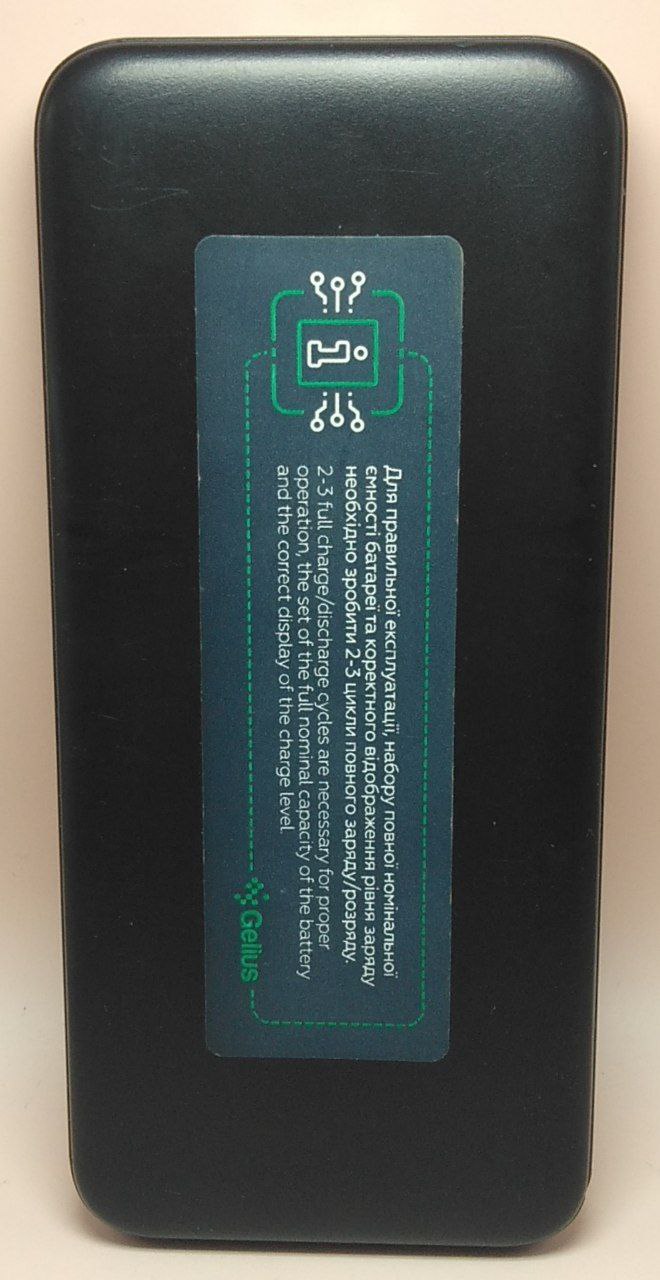 Для правильної експлуатації, набору повної номінальної
ємності батареї та коректного відображення рівня заряду
необхідно зробити 2-3 цикли повного заряду/розряду.
2-3 full charge/discharge cycles are necessary for proper
operation, the set of the full nominal capacity of the battery
and the correct display of the charge level.
Gelius